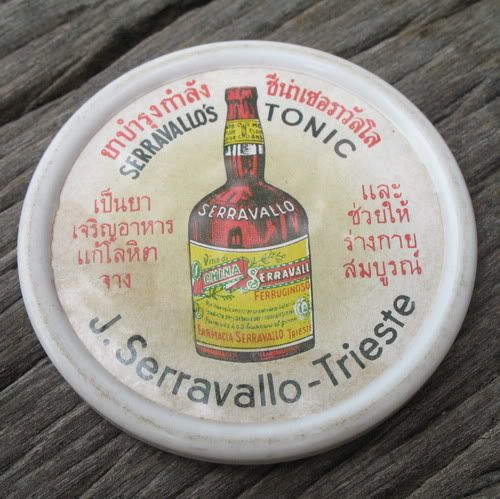 ยาบำรุงกำลัง ซีน่าเซอราวัลโล
SERRAVALLO'S TONIC
เป็นยา
เจริญอาหาร
แก้โลหิต
จาง
และ
ช่วยให้
ร่างกาย
สมบูรณ์
SERRAVALLO
Vino di
CHINA SERRAVALL
FERRUGINOSO
FARMACIA SERRAVALLO TRIESTE
J. Serravallo-Trieste